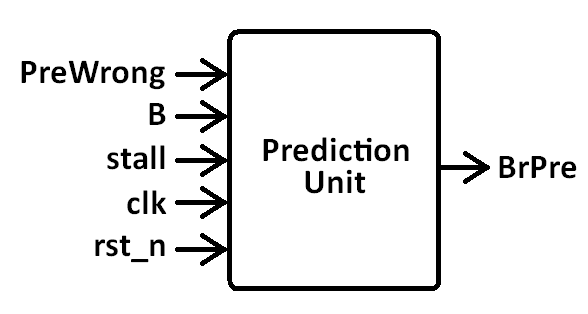 PreWrong
B
stall
clk
rst_n
Prediction
Unit
BrPre